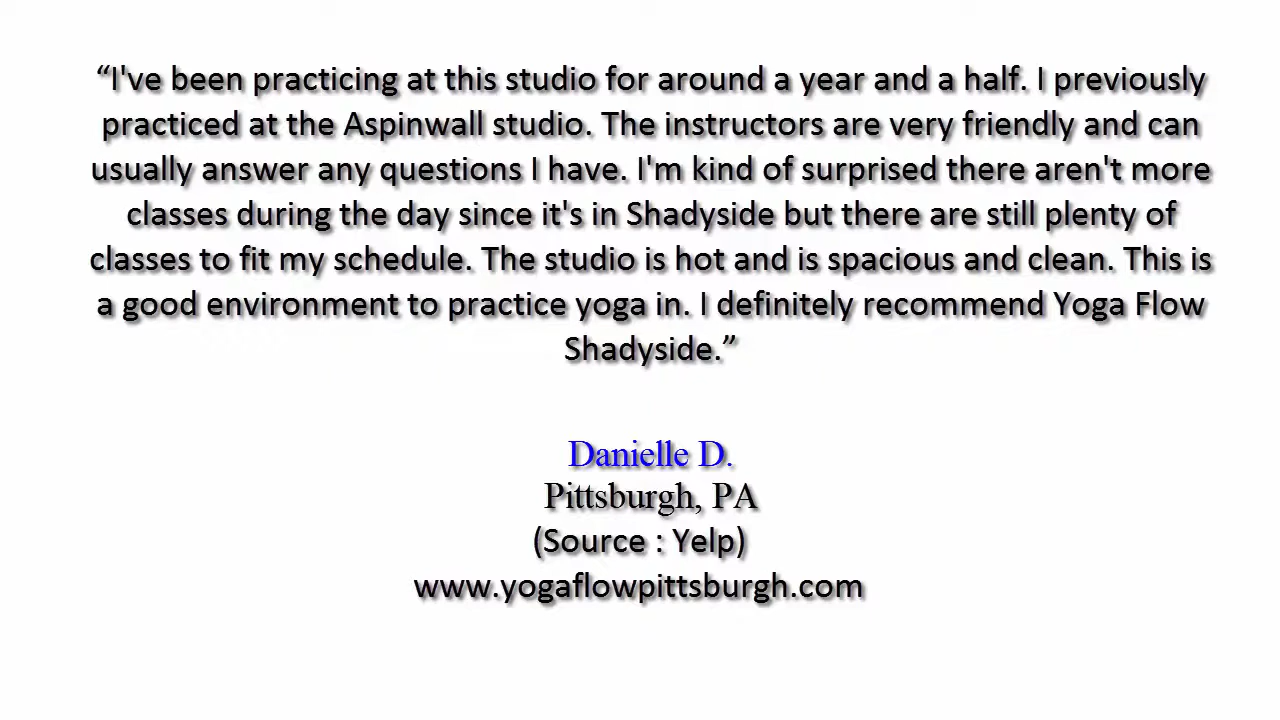 “I've been practicing at this studio for around a year and a half. I previously
practiced at the Aspinwall studio. The instructors are very friendly and can
usually answer any questions I have. I'm kind of surprised there aren't more
classes during the day since it's in Shadyside but there are still plenty of
classes to fit my schedule. The studio is hot and is spacious and clean. This is
a good environment to practice yoga in. I definitely recommend Yoga Flow
Shadyside.”
Danielle D.
Pittsburgh, PA
(Source : Yelp)
www.yogaflowpittsburgh.com